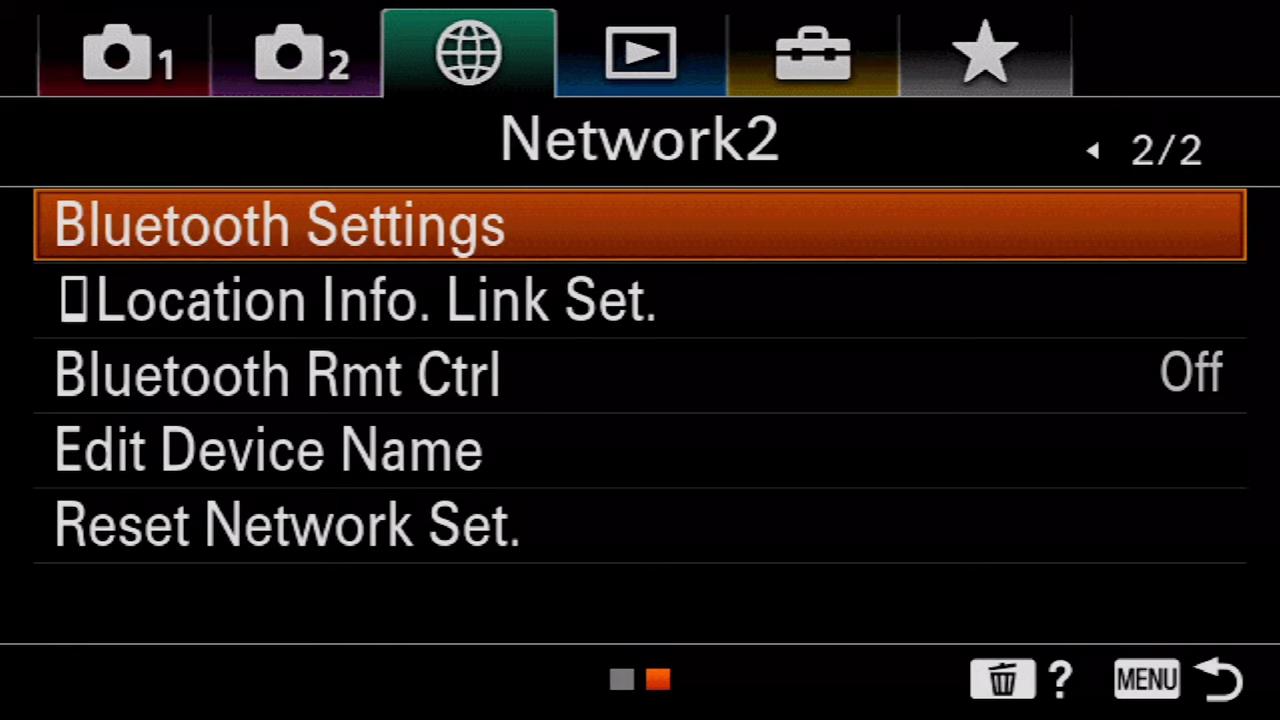 1 2
Network2 2/2
Bluetooth Settings
Location Info. Link Set.
Bluetooth Rmt Ctrl Off
Edit Device Name
Reset Network Set.
? MENU